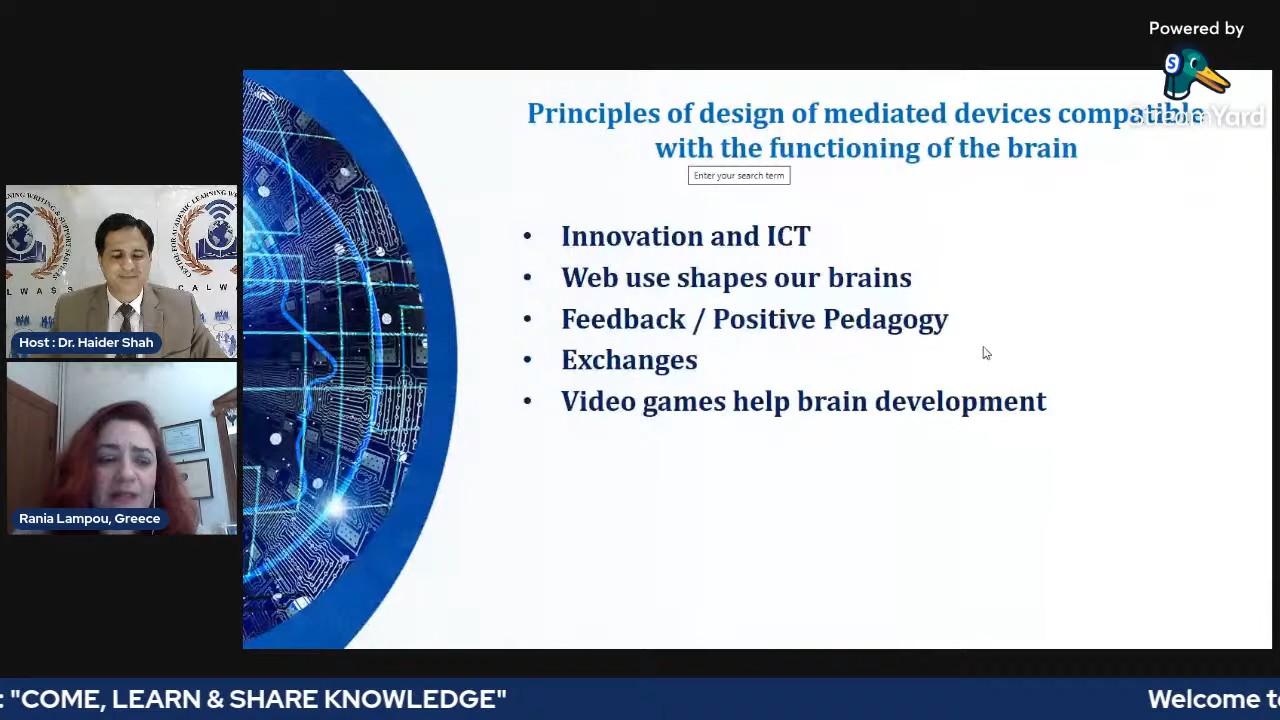 Powered by
StreamYard
Principles of design of mediated devices compatible
with the functioning of the brain
Enter your search term
• Innovation and ICT
• Web use shapes our brains
• Feedback / Positive Pedagogy
• Exchanges
• Video games help brain development
Host : Dr. Haider Shah
Rania Lampou, Greece
: "COME, LEARN & SHARE KNOWLEDGE"
Welcome to